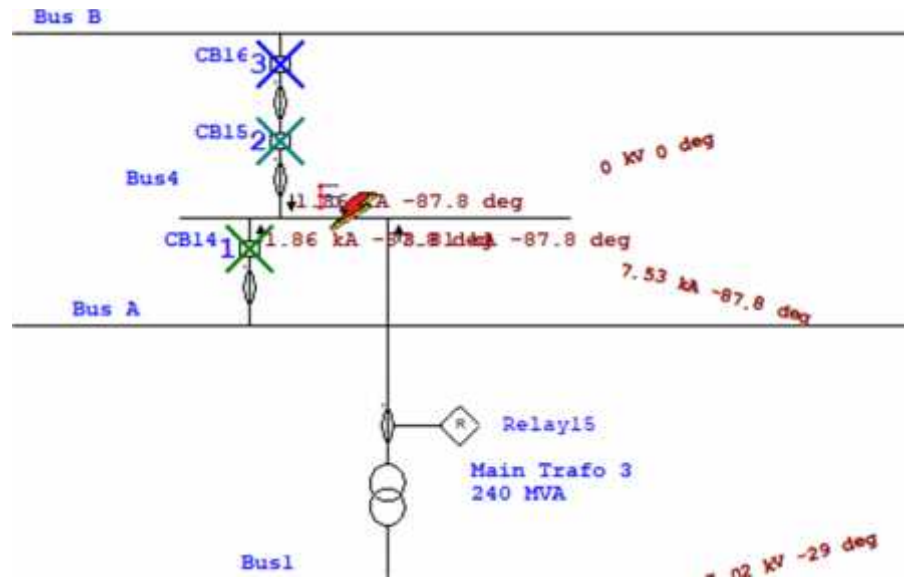 Bus B
CB16
3
CB15
2
0 kV 0 deg
Bus4
-87.8 deg
CB14
1
1.86 kA
-87.8 deg
7.53 kA -87.8 deg
Bus A
R
Relay15
Main Trafo 3
240 MVA
Bus1
02 kV -29 deg